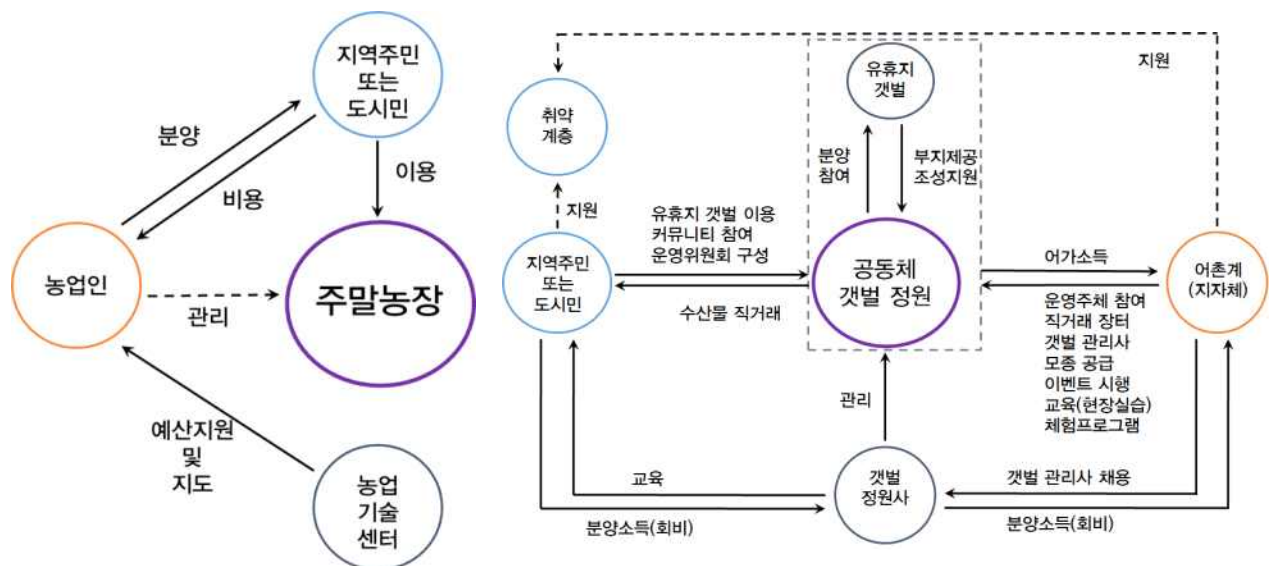 지역주민
또는
도시민
분양
비용
이용
농업인
관리
주말농장
예산지원
및
지도
농업
기술
센터
지원
유휴지
갯벌
취약
계층
분양
참여
부지제공
조성지원
지원
유휴지 갯벌 이용
커뮤니티 참여
운영위원회 구성
지역주민
또는
도시민
공동체
갯벌 정원
수산물 직거래
어가소득
어촌계
(지자체)
운영주체 참여
직거래 장터
갯벌 관리사
모종 공급
이벤트 시행
교육(현장실습)
체험프로그램
관리
갯벌
정원사
교육
분양소득(회비)
갯벌 관리사 채용
분양소득(회비)